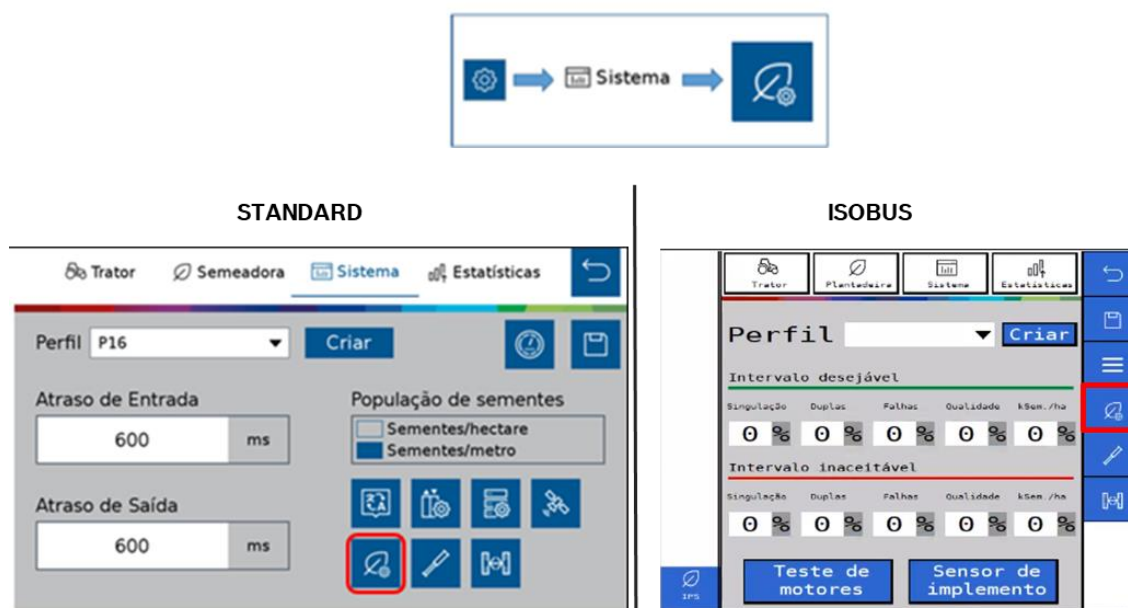 Sistema
STANDARD
ISOBUS
Trator Semeadora Sistema Estatísticas
Perfil P16 Criar
Atraso de Entrada
600 ms
População de sementes
Sementes/hectare
Sementes/metro
Atraso de Saída
600 ms
Trator Plantadeira Sistema Estatísticas
Perfil Criar
Intervalo desejável
Singulação Duplas Falhas Qualidade kSem./ha
0 % 0 % 0 % 0 % 0 %
Intervalo inaceitável
Singulação Duplas Falhas Qualidade kSem./ha
0 % 0 % 0 % 0 % 0 %
Teste de
motores
Sensor de
implemento
IPS